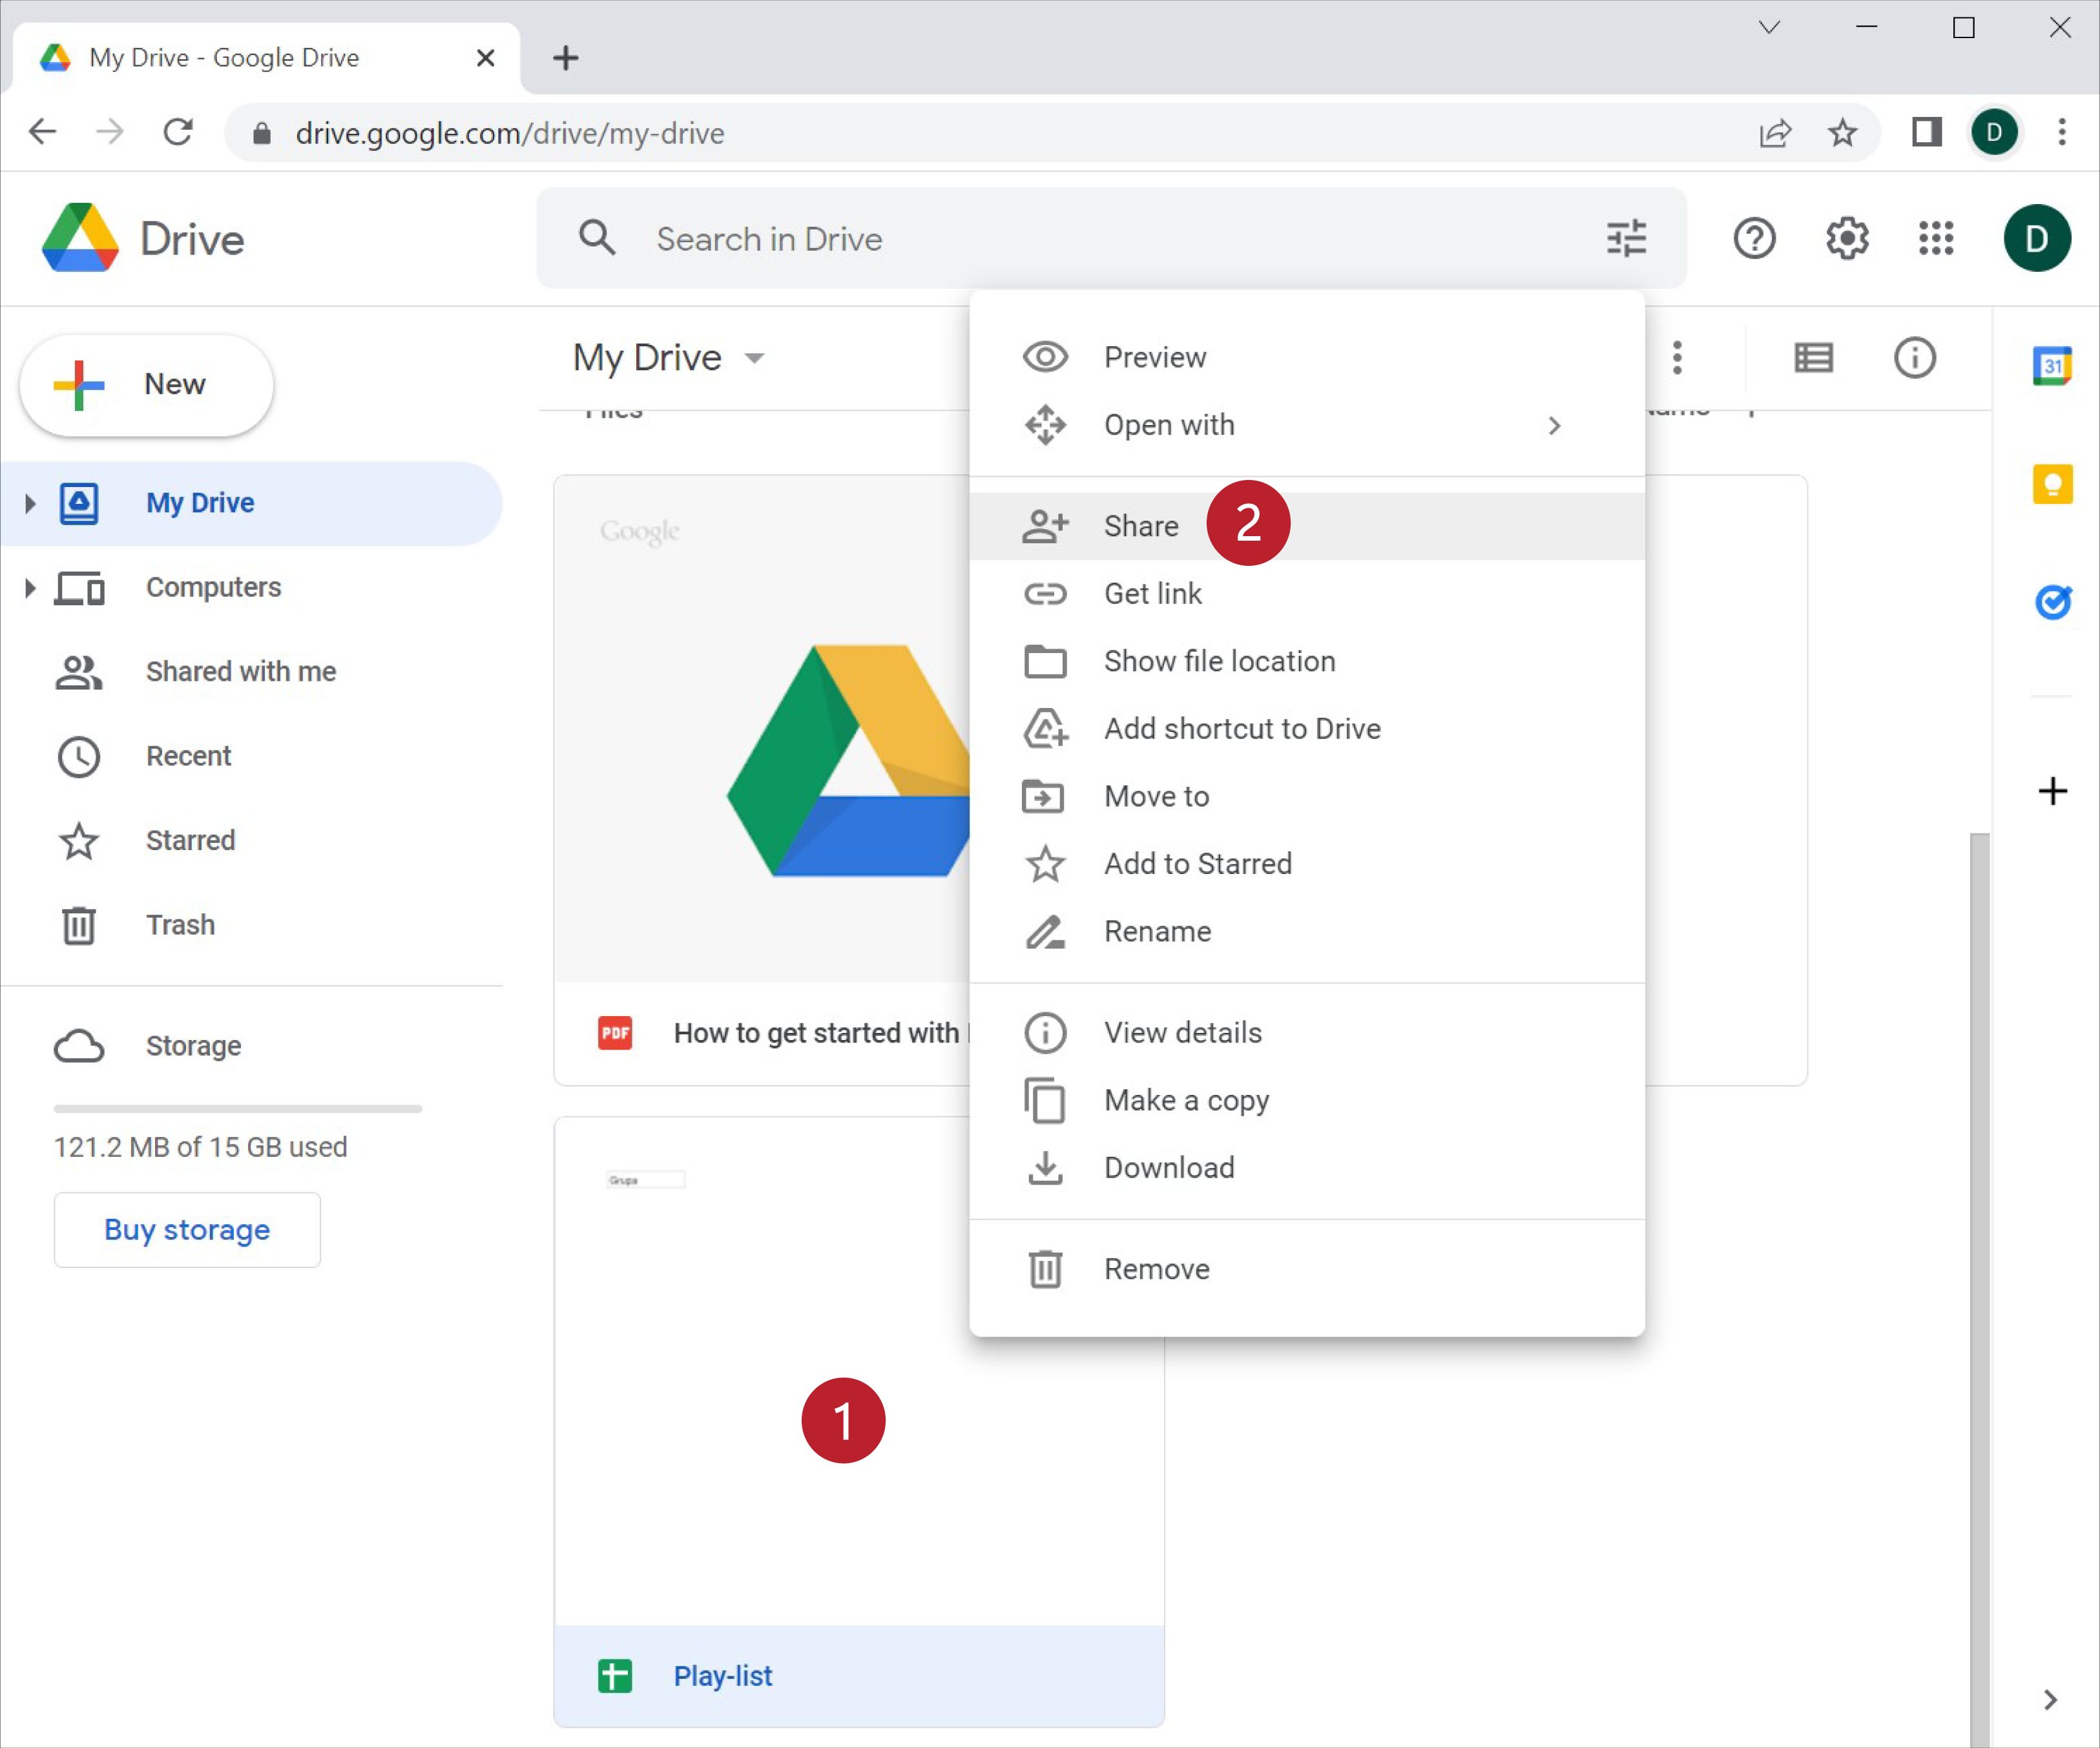 My Drive - Google Drive
drive.google.com/drive/my-drive
D
Drive
Search in Drive
D
New
My Drive
Computers
Shared with me
Recent
Starred
Trash
Storage
121.2 MB of 15 GB used
Buy storage
My Drive
Files
Google
PDF How to get started with
Grupa
1
Play-list
Preview
Open with
Share 2
Get link
Show file location
Add shortcut to Drive
Move to
Add to Starred
Rename
View details
Make a copy
Download
Remove
31